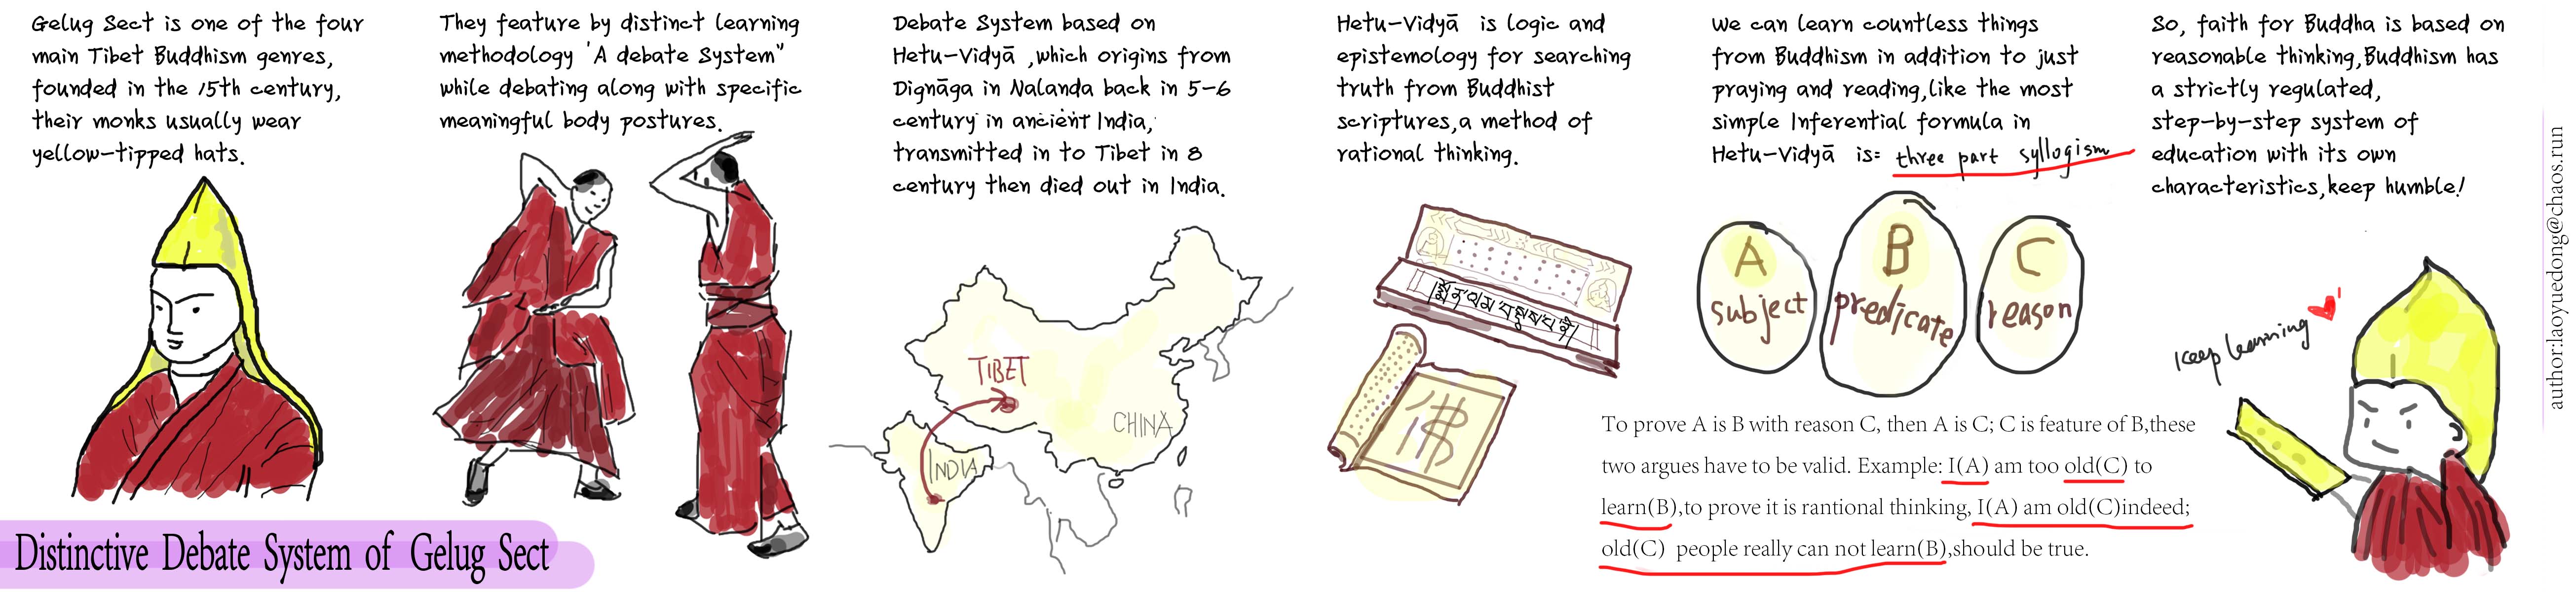 Gelug Sect is one of the four
main Tibet Buddhism genres,
founded in the 15th century,
their monks usually wear
yellow-tipped hats.
They feature by distinct learning
methodology 'A debate System"
while debating along with specific
meaningful body postures.
Debate System based on
Hetu-Vidyā ,which origins from
Dignāga in Nalanda back in 5-6
century in ancient India,
transmitted in to Tibet in 8
century then died out in India.
TIBET
CHINA
INDIA
Hetu-Vidyā is logic and
epistemology for searching
truth from Buddhist
scriptures,a method of
rational thinking.
we can learn countless things
from Buddhism in addition to just
praying and reading,like the most
simple Inferential formula in
Hetu-Vidyā is: three part syllogism
A
subject
B
predicate
C
reason
To prove A is B with reason C, then A is C; C is feature of B,these
two argues have to be valid. Example: I(A) am too old(C) to
learn(B),to prove it is rantional thinking, I(A) am old(C)indeed;
old(C) people really can not learn(B),should be true.
So, faith for Buddha is based on
reasonable thinking,Buddhism has
a strictly regulated,
step-by-step system of
education with its own
characteristics,keep humble!
keep learning
Distinctive Debate System of Gelug Sect
author:laoyuedong@chaos.run